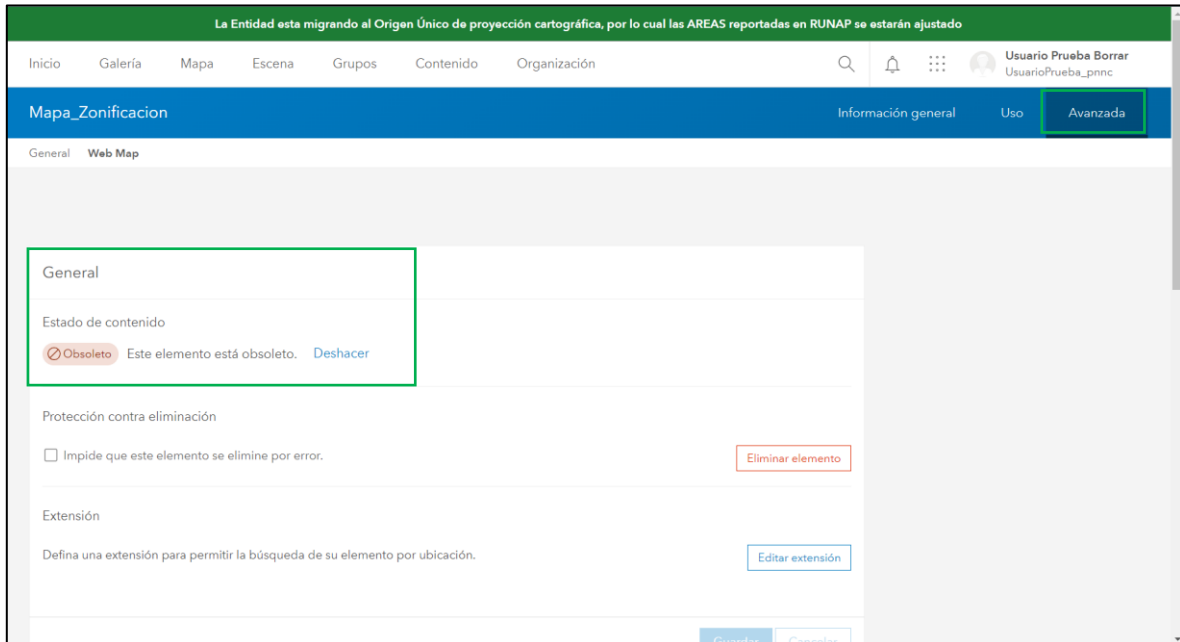 La Entidad esta migrando al Origen Único de proyección cartográfica, por lo cual las AREAS reportadas en RUNAP se estarán ajustado
Inicio Galería Mapa Escena Grupos Contenido Organización Usuario Prueba Borrar
UsuarioPrueba_pnnc
Mapa_Zonificacion Información general Uso Avanzada
General Web Map
General
Estado de contenido
Obsoleto Este elemento está obsoleto. Deshacer
Protección contra eliminación
Impide que este elemento se elimine por error. Eliminar elemento
Extensión
Defina una extensión para permitir la búsqueda de su elemento por ubicación. Editar extensión
Guardar Cancelar